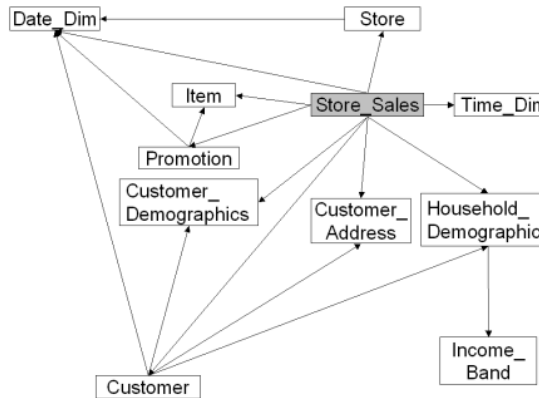 Date_Dim
Store
Item
Store_Sales
Time_Dim
Promotion
Customer_
Demographics
Customer_
Address
Household_
Demographic
Income_
Band
Customer